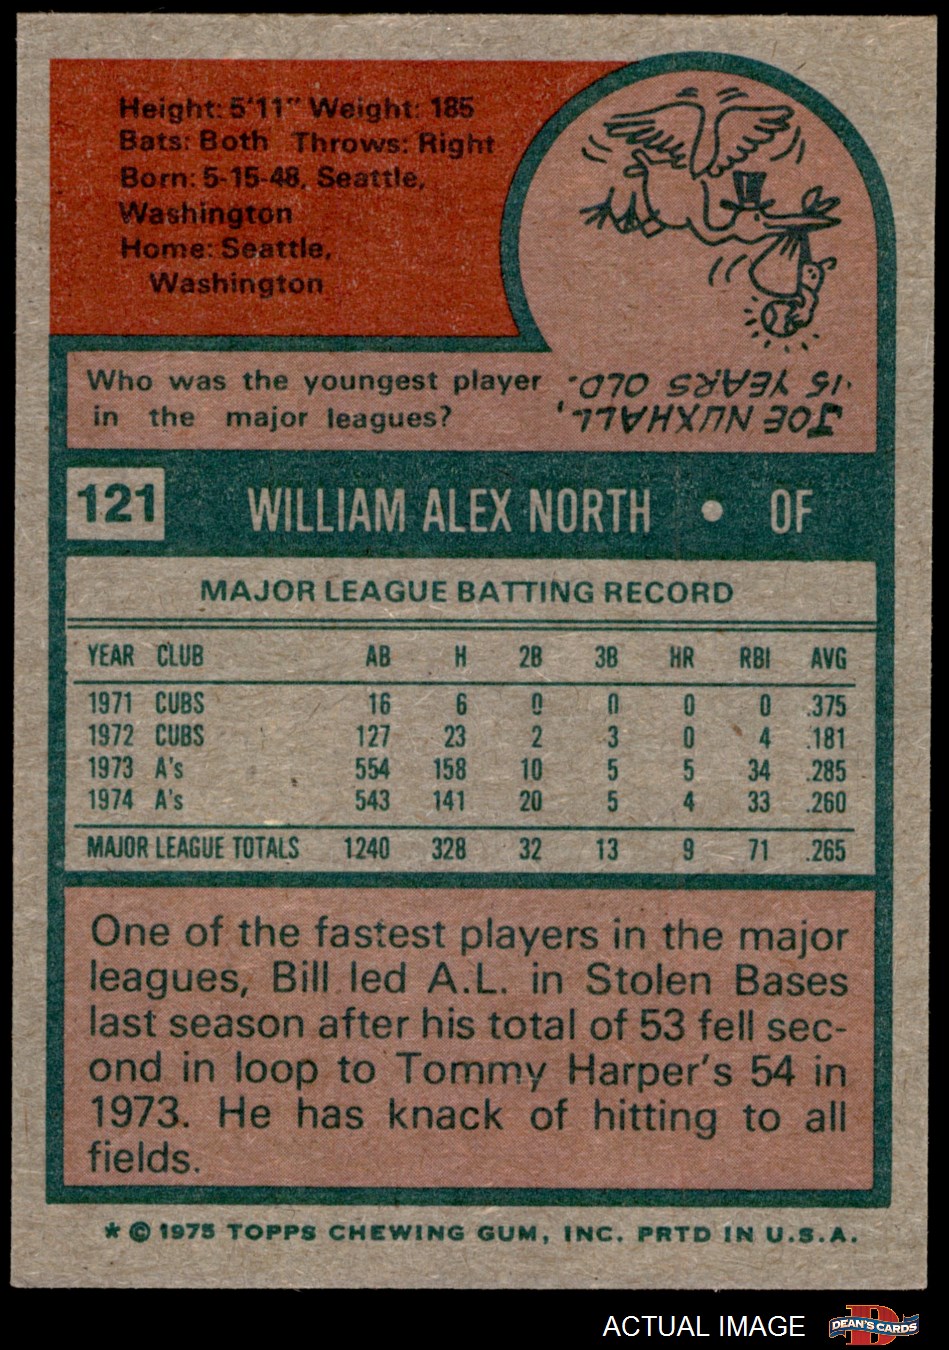 Height: 5'11" Weight: 185
Bats: Both Throws: Right
Born: 5-15-48, Seattle,
Washington
Home: Seattle,
Washington
Who was the youngest player
in the major leagues?
JOE NUXHALL,
15 YEARS OLD.
121 WILLIAM ALEX NORTH • OF
MAJOR LEAGUE BATTING RECORD
YEAR CLUB AB H 2B 3B HR RBI AVG
1971 CUBS 16 6 0 0 0 0 .375
1972 CUBS 127 23 2 3 0 4 .181
1973 A's 554 158 10 5 5 34 .285
1974 A's 543 141 20 5 4 33 .260
MAJOR LEAGUE TOTALS 1240 328 32 13 9 71 .265
One of the fastest players in the major
leagues, Bill led A.L. in Stolen Bases
last season after his total of 53 fell sec-
ond in loop to Tommy Harper's 54 in
1973. He has knack of hitting to all
fields.
* © 1975 TOPPS CHEWING GUM, INC. PRTD IN U.S.A.
ACTUAL IMAGE
D
DEAN'S CARDS